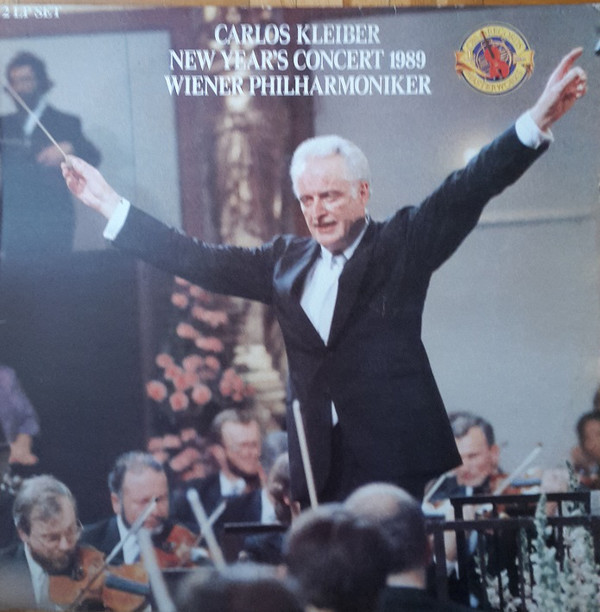 2 LP-SET
CARLOS KLEIBER
NEW YEAR'S CONCERT 1989
WIENER PHILHARMONIKER